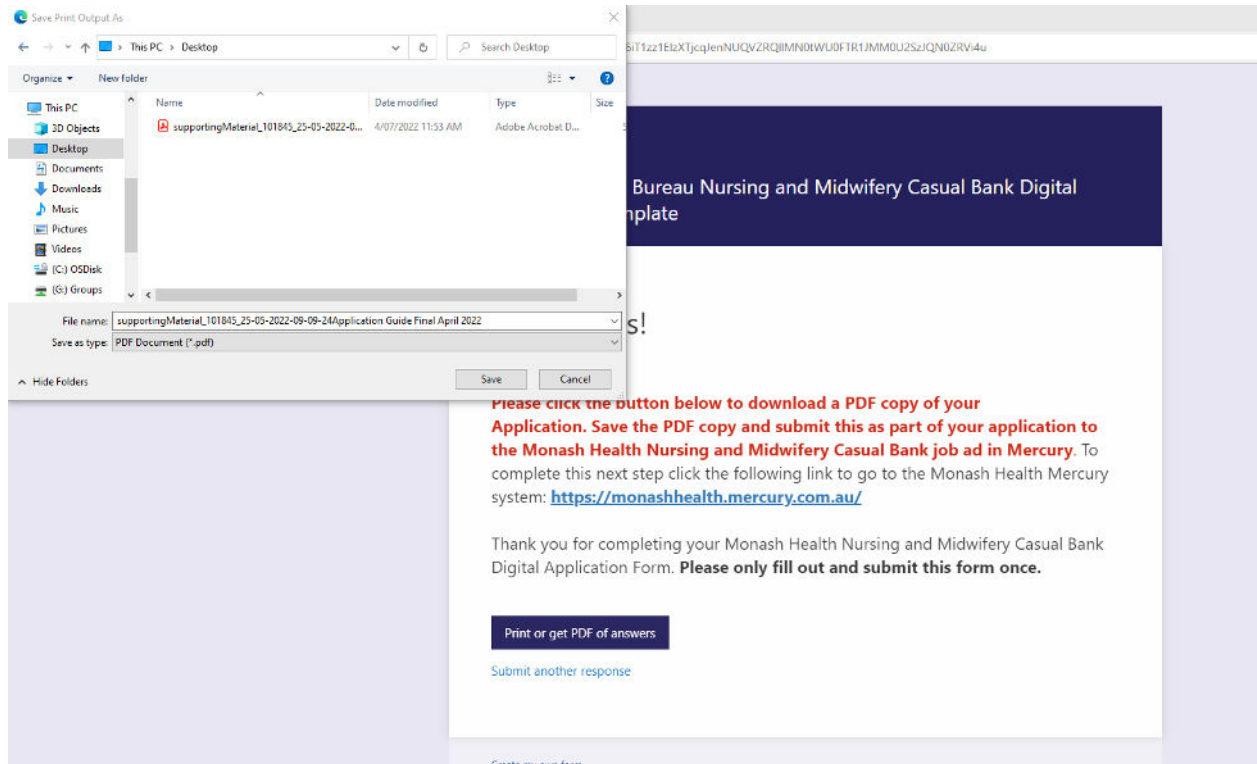 Save Print Output As
This PC > Desktop
Search Desktop
Organize
New folder
This PC
3D Objects
Desktop
Documents
Downloads
Music
Pictures
Videos
(C:) OSDisk
(G:) Groups
Name Date modified Type Size
supportingMaterial_101845_25-05-2022-0... 4/07/2022 11:53 AM Adobe Acrobat D...
File name: supportingMaterial_101845_25-05-2022-09-09-24Application Guide Final April 2022
Save as type: PDF Document (*.pdf)
Hide Folders
Save Cancel
Bureau Nursing and Midwifery Casual Bank Digital
plate
s!
Please click the button below to download a PDF copy of your
Application. Save the PDF copy and submit this as part of your application to
the Monash Health Nursing and Midwifery Casual Bank job ad in Mercury. To
complete this next step click the following link to go to the Monash Health Mercury
system: https://monashhealth.mercury.com.au/
Thank you for completing your Monash Health Nursing and Midwifery Casual Bank
Digital Application Form. Please only fill out and submit this form once.
Print or get PDF of answers
Submit another response